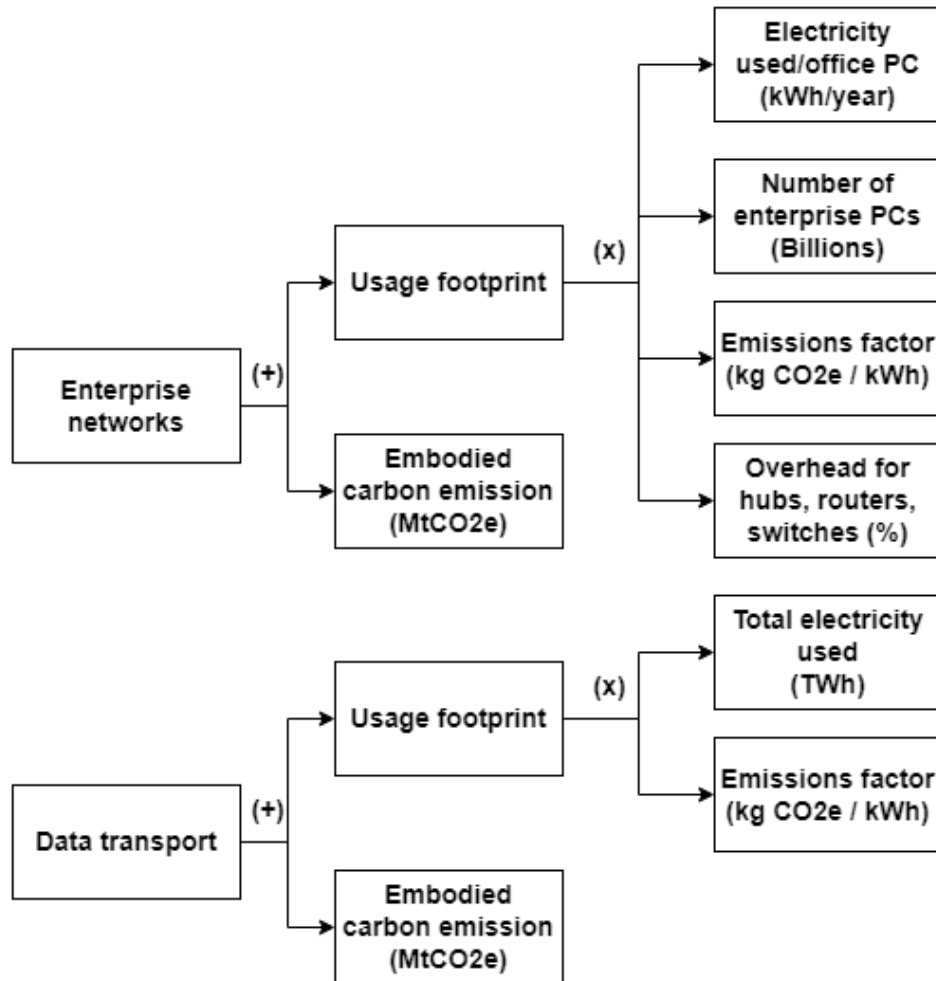 Electricity
used/office PC
(kWh/year)
Number of
enterprise PCs
(Billions)
Usage footprint
(x)
Emissions factor
(kg CO2e / kWh)
Enterprise
networks
(+)
Embodied
carbon emission
(MtCO2e)
Overhead for
hubs, routers,
switches (%)
Total electricity
used
(TWh)
Usage footprint
(x)
Emissions factor
(kg CO2e / kWh)
Data transport
(+)
Embodied
carbon emission
(MtCO2e)